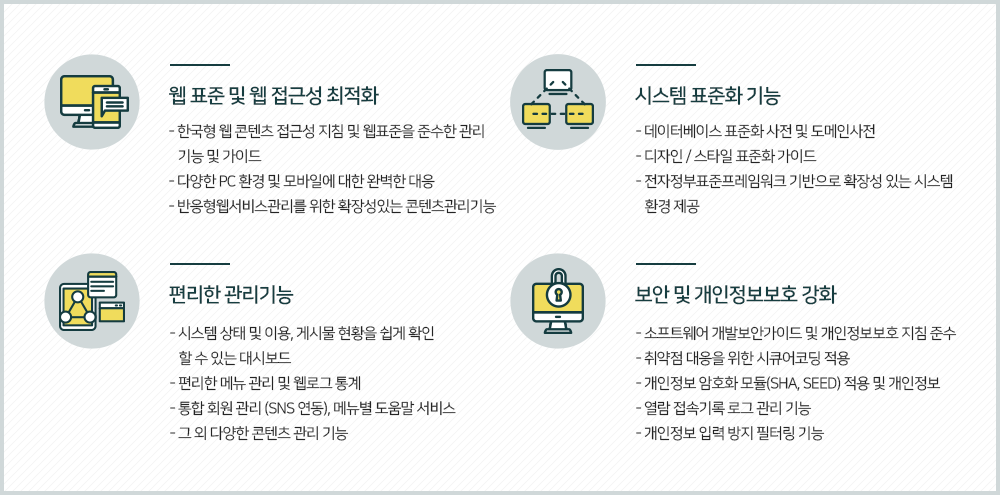 웹 표준 및 웹 접근성 최적화
- 한국형 웹 콘텐츠 접근성 지침 및 웹표준을 준수한 관리
기능 및 가이드
- 다양한 PC 환경 및 모바일에 대한 완벽한 대응
- 반응형웹서비스관리를 위한 확장성있는 콘텐츠관리기능
시스템 표준화 기능
- 데이터베이스 표준화 사전 및 도메인사전
- 디자인 / 스타일 표준화 가이드
- 전자정부표준프레임워크 기반으로 확장성 있는 시스템
환경 제공
편리한 관리기능
- 시스템 상태 및 이용, 게시물 현황을 쉽게 확인
할 수 있는 대시보드
- 편리한 메뉴 관리 및 웹로그 통계
- 통합 회원 관리 (SNS 연동), 메뉴별 도움말 서비스
- 그 외 다양한 콘텐츠 관리 기능
보안 및 개인정보보호 강화
- 소프트웨어 개발보안가이드 및 개인정보보호 지침 준수
- 취약점 대응을 위한 시큐어코딩 적용
- 개인정보 암호화 모듈(SHA, SEED) 적용 및 개인정보
- 열람 접속기록 로그 관리 기능
- 개인정보 입력 방지 필터링 기능